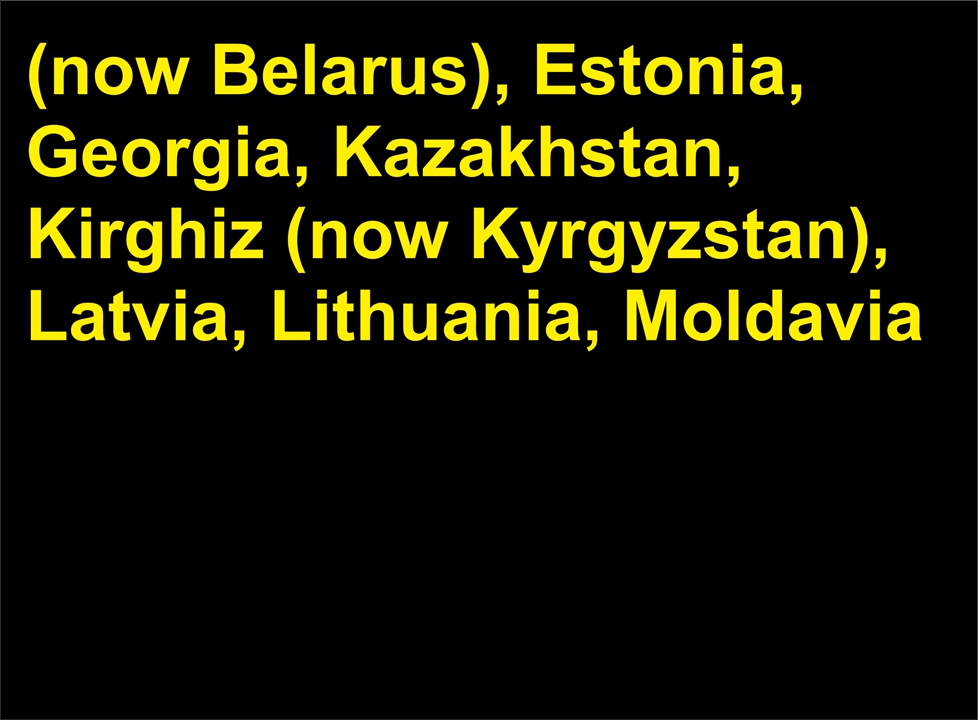 (now Belarus), Estonia,
Georgia, Kazakhstan,
Kirghiz (now Kyrgyzstan),
Latvia, Lithuania, Moldavia